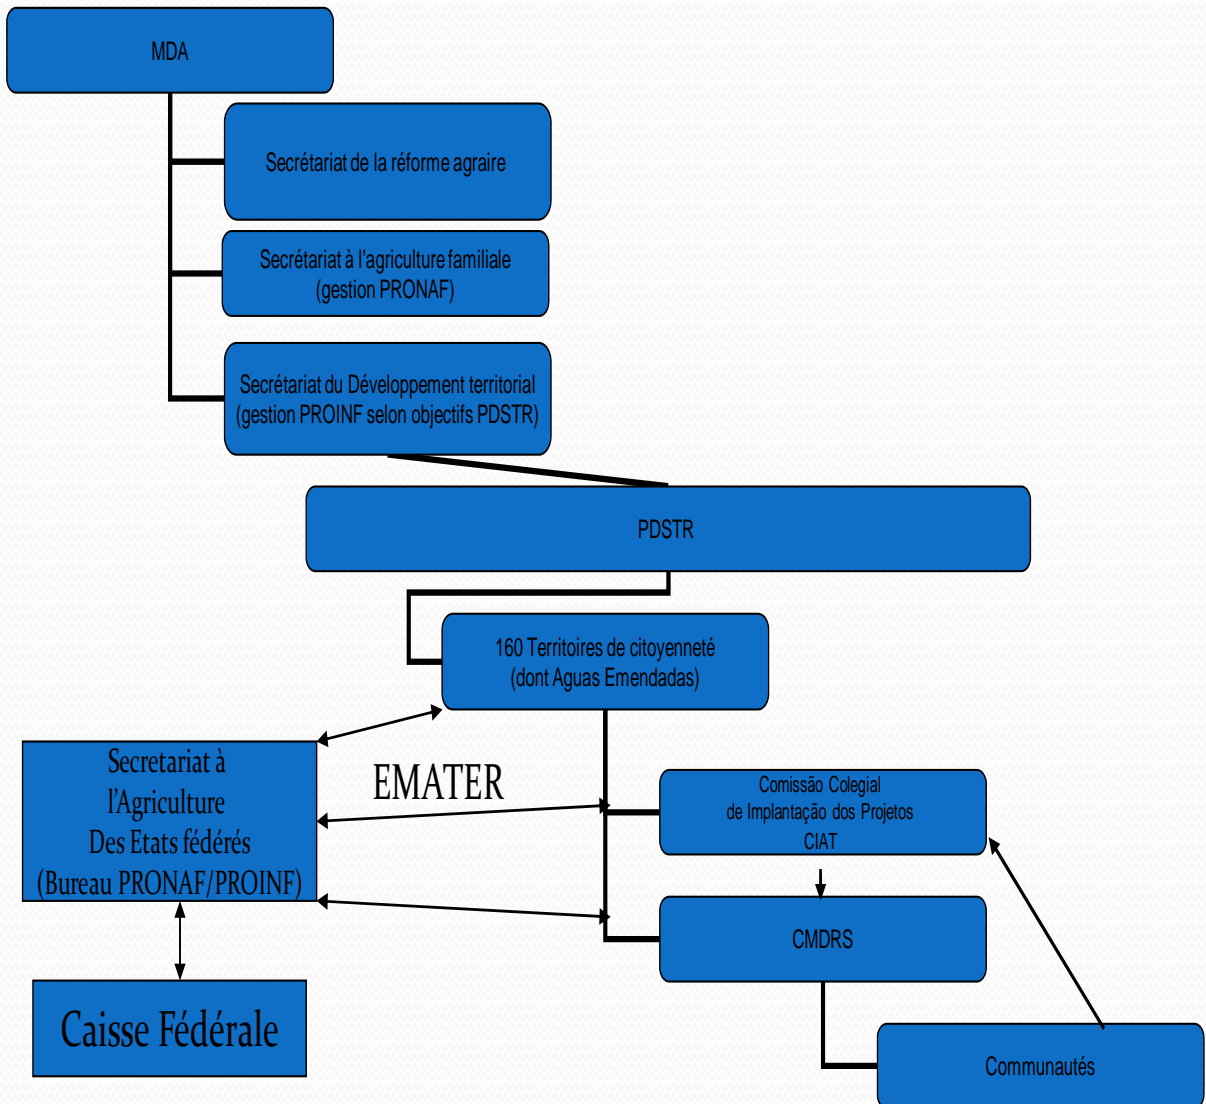 MDA
Secrétariat de la réforme agraire
Secrétariat à l'agriculture familiale
(gestion PRONAF)
Secrétariat du Développement territorial
(gestion PROINF selon objectifs PDSTR)
PDSTR
160 Territoires de citoyenneté
(dont Aguas Emendadas)
Secretariat à
l'Agriculture
Des Etats fédérés
(Bureau PRONAF/PROINF)
EMATER
Comissão Colegial
de Implantação dos Projetos
CIAT
CMDRS
Caisse Fédérale
Communautés